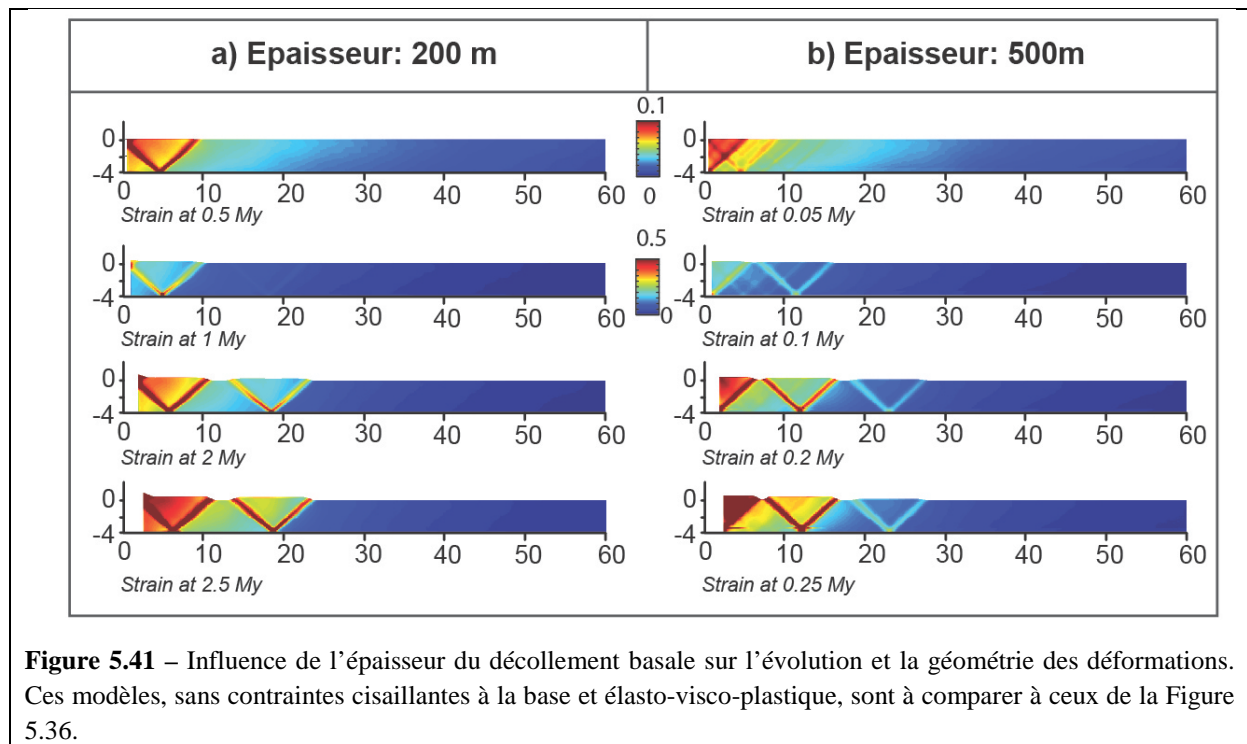 a) Epaisseur: 200 m
b) Epaisseur: 500m
0.1
0
0
-4
0 10 20 30 40 50 60
Strain at 0.5 My
0
-4
0 10 20 30 40 50 60
Strain at 0.05 My
0.5
0
0
-4
0 10 20 30 40 50 60
Strain at 1 My
0
-4
0 10 20 30 40 50 60
Strain at 0.1 My
0
-4
0 10 20 30 40 50 60
Strain at 2 My
0
-4
0 10 20 30 40 50 60
Strain at 0.2 My
0
-4
0 10 20 30 40 50 60
Strain at 2.5 My
0
-4
0 10 20 30 40 50 60
Strain at 0.25 My
Figure 5.41 – Influence de l’épaisseur du décollement basale sur l’évolution et la géométrie des déformations.
Ces modèles, sans contraintes cisaillantes à la base et élasto-visco-plastique, sont à comparer à ceux de la Figure
5.36.